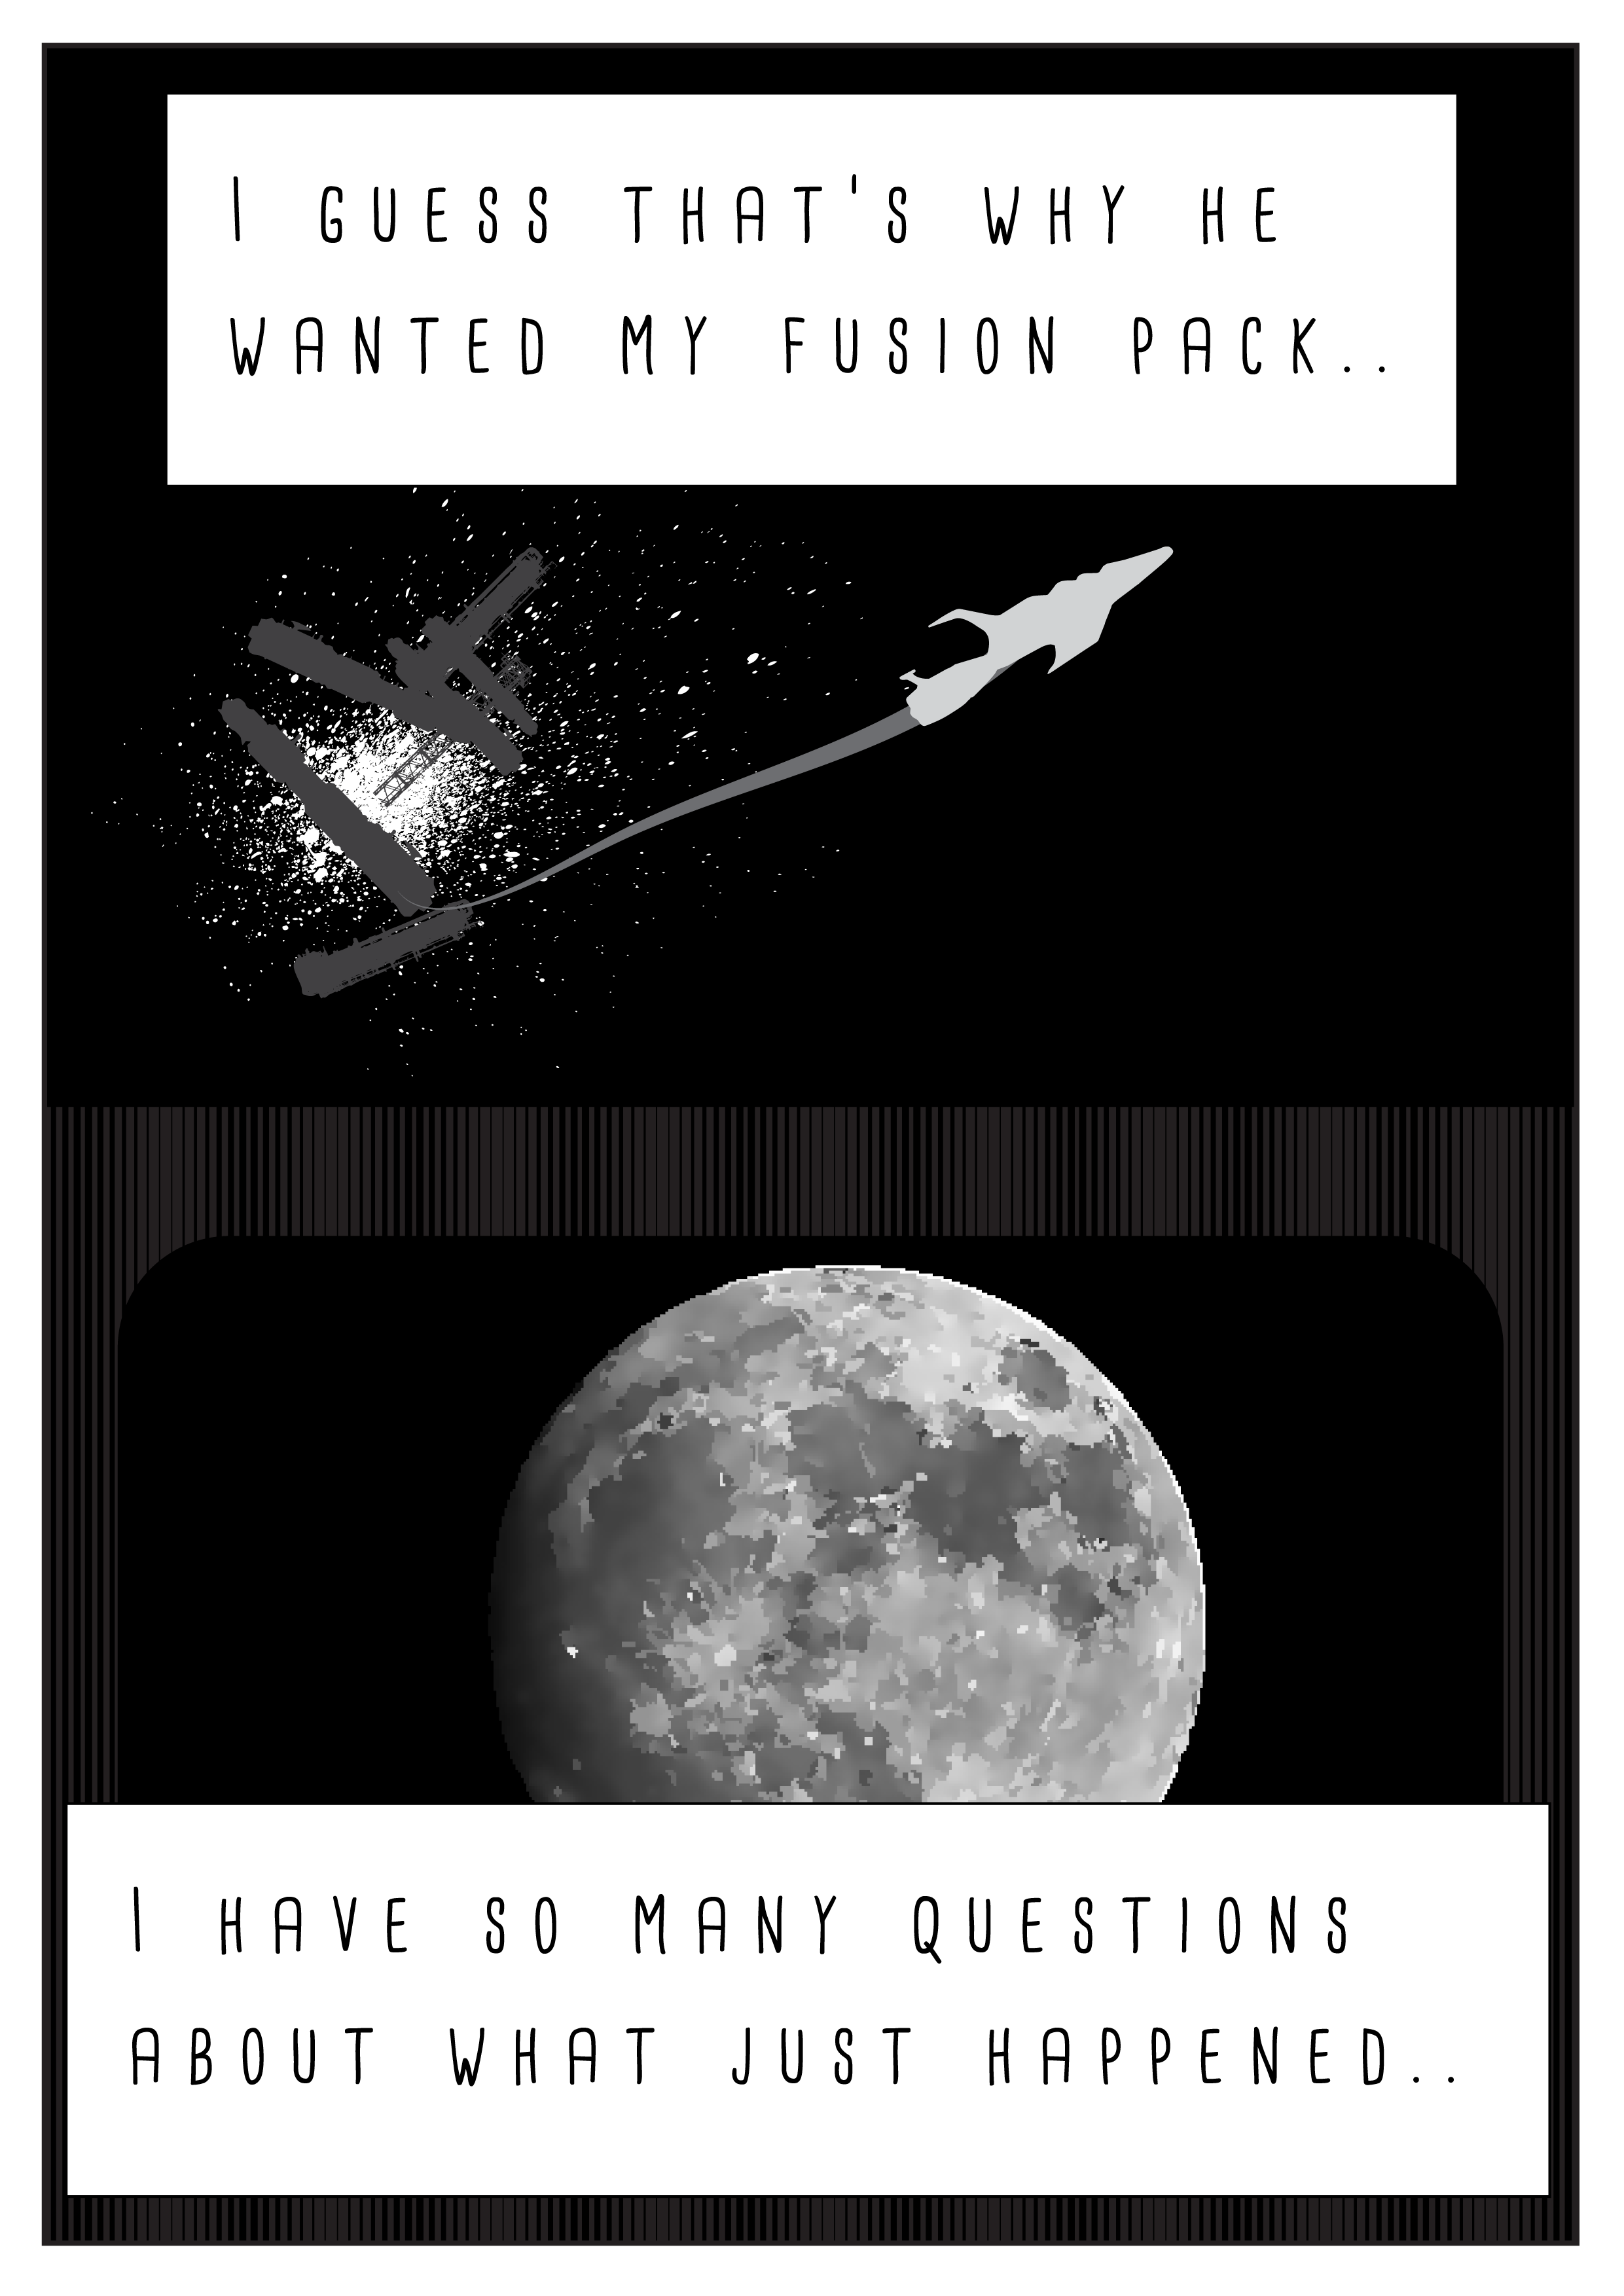 I GUESS THAT'S WHY HE
WANTED MY FUSION PACK..
I HAVE SO MANY QUESTIONS
ABOUT WHAT JUST HAPPENED..